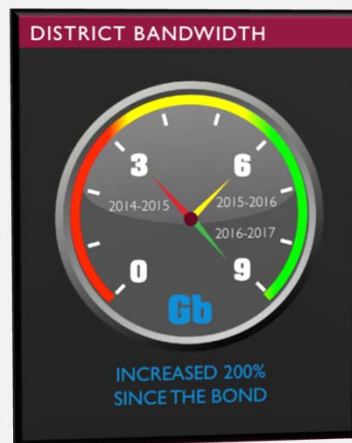 DISTRICT BANDWIDTH
3
6
2014-2015
2015-2016
2016-2017
0
9
Gb
INCREASED 200%
SINCE THE BOND